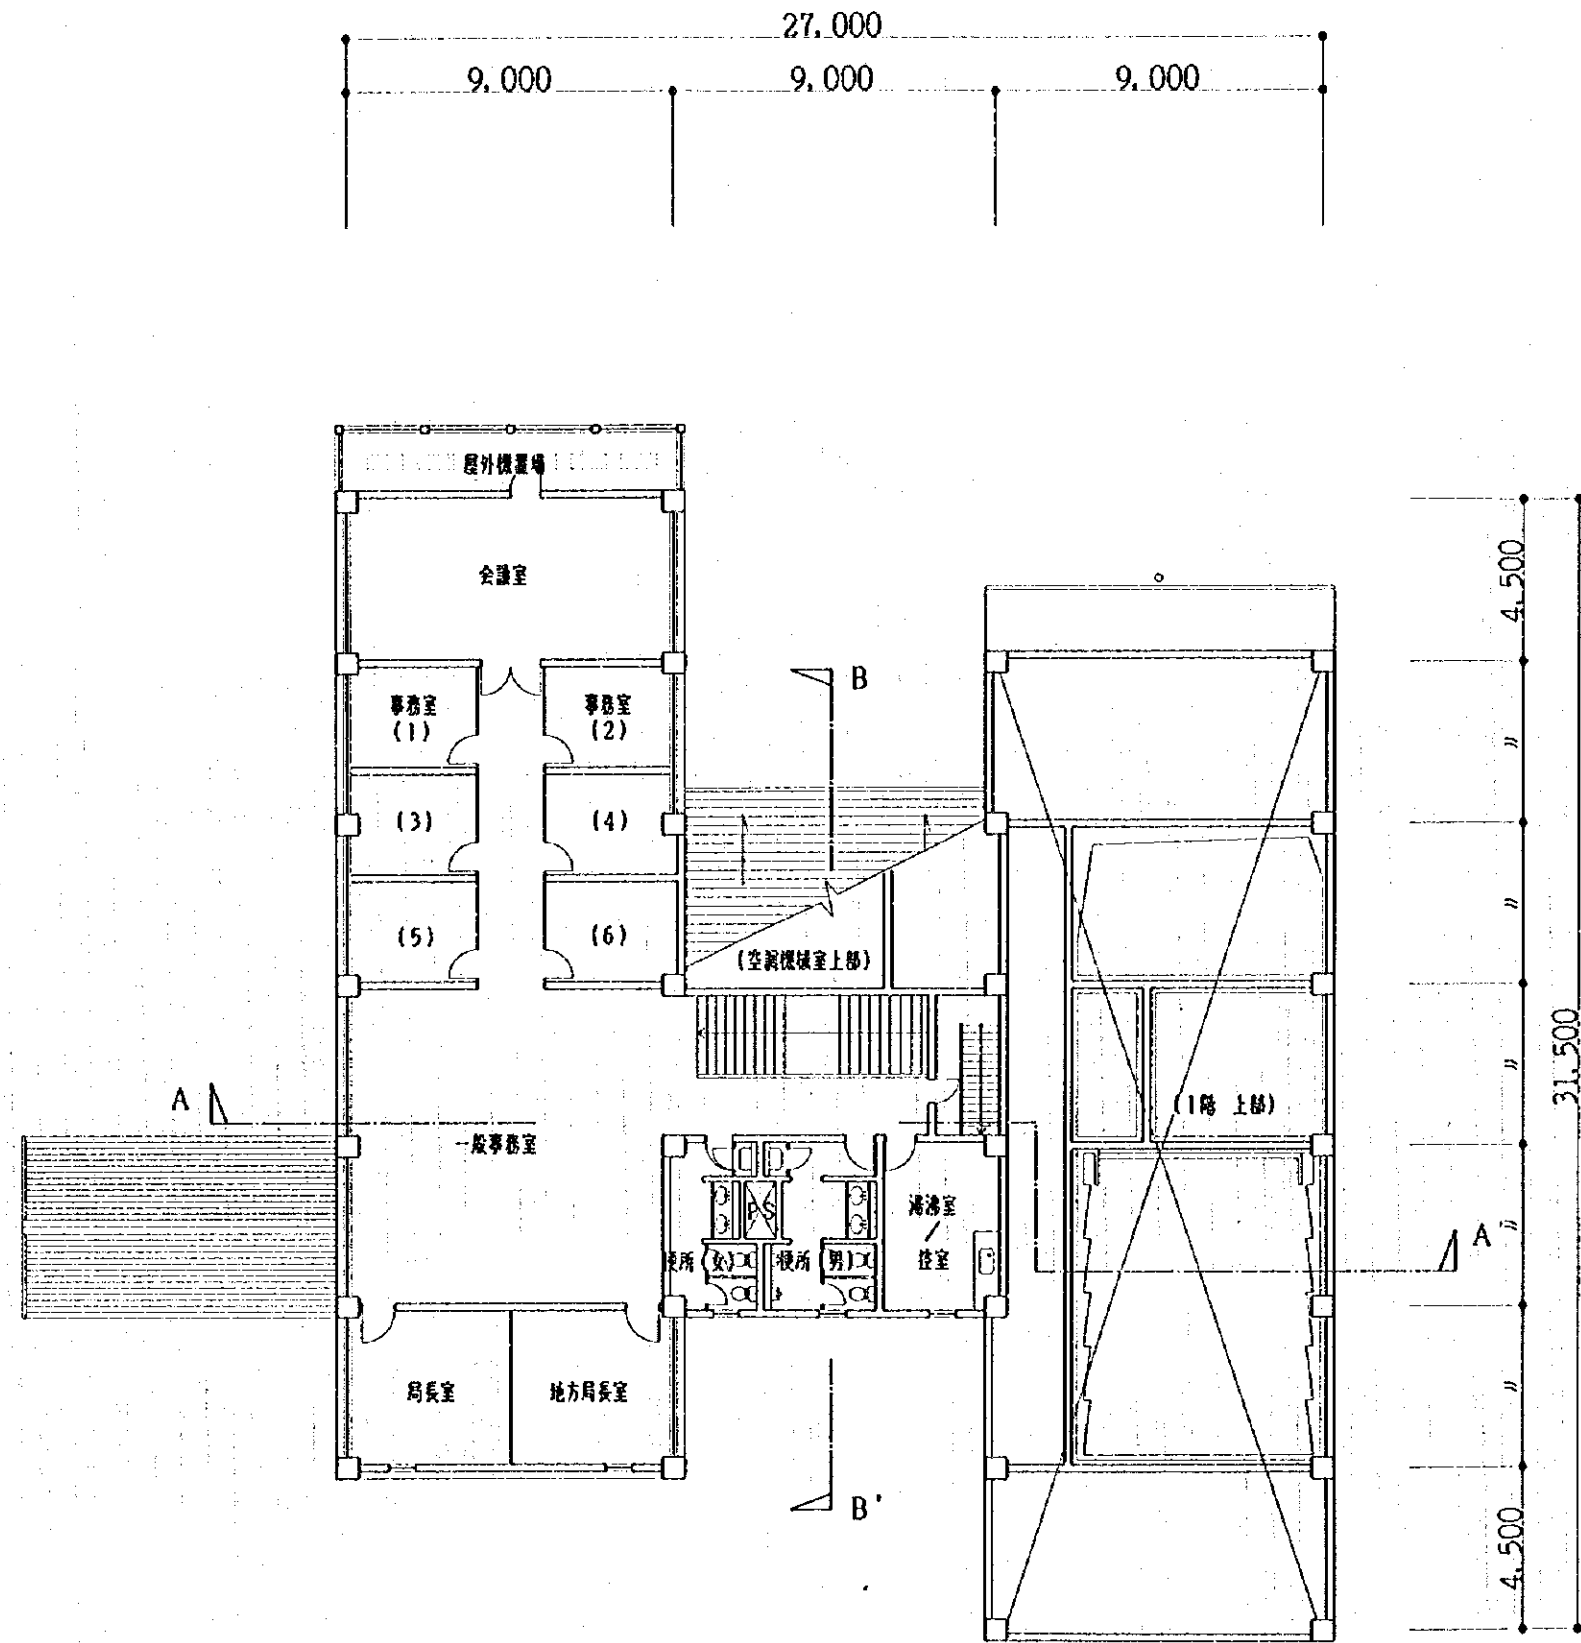 27,000
9,000 9,000 9,000
屋外機置場
会議室
4,500
事務室
(1)
事務室
(2)
B
〃
(3)
(4)
(5)
(6)
〃
(空調機械室上部)
31,500
〃
A
(1階 上部)
一般事務室
PS
湯沸室
控室
便所 (女)
便所 (男)
A
〃
局長室
地方局長室
〃
B'
4,500